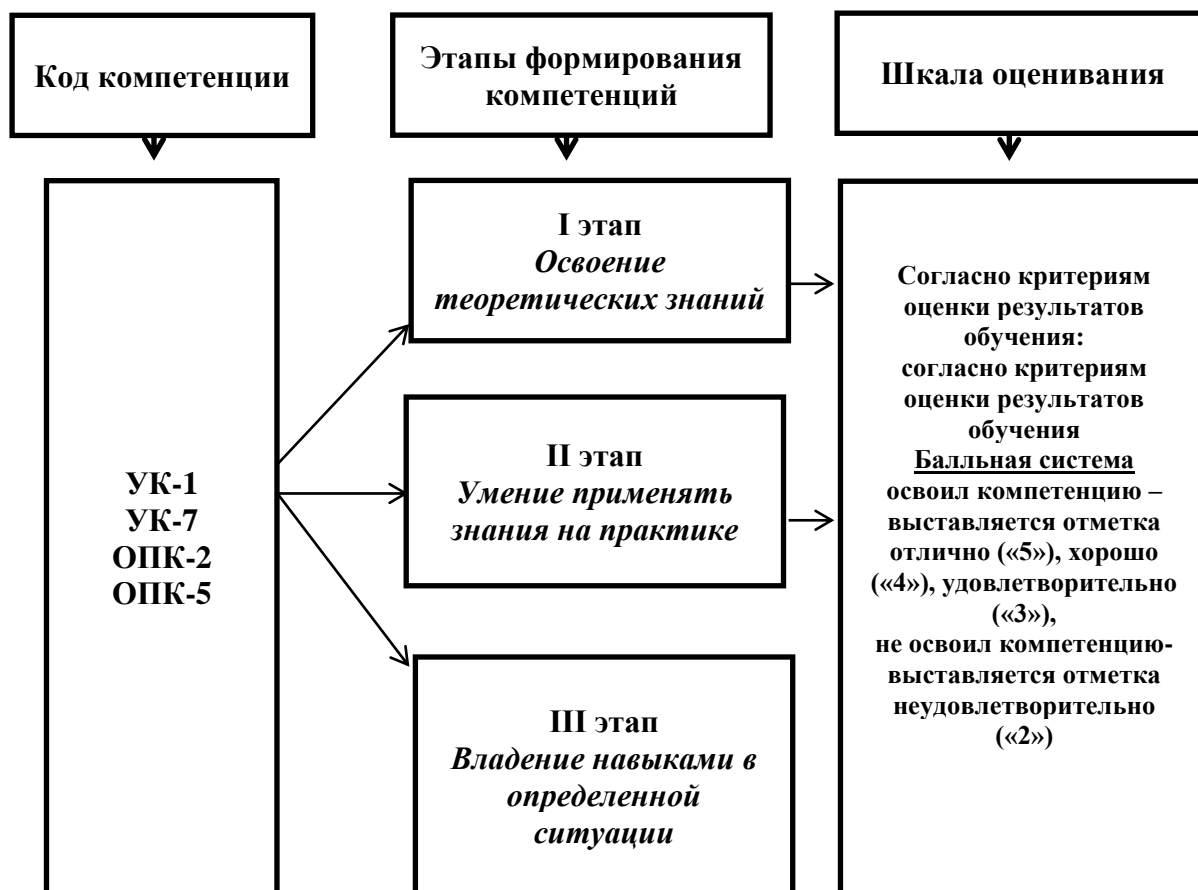 Код компетенции
Этапы формирования
компетенций
Шкала оценивания
УК-1
УК-7
ОПК-2
ОПК-5
I этап
Освоение
теоретических знаний
II этап
Умение применять
знания на практике
III этап
Владение навыками в
определенной
ситуации
Согласно критериям
оценки результатов
обучения:
согласно критериям
оценки результатов
обучения
Балльная система
освоил компетенцию –
выставляется отметка
отлично («5»), хорошо
(«4»), удовлетворительно
(«3»),
не освоил компетенцию-
выставляется отметка
неудовлетворительно
(«2»)